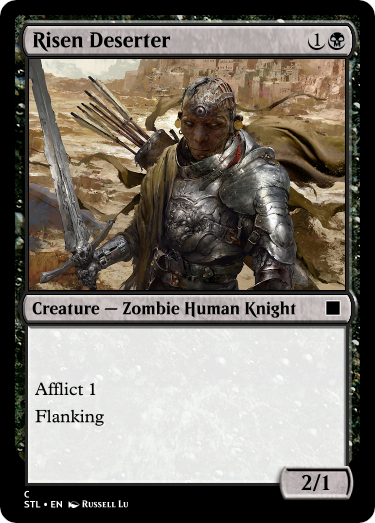 Risen Deserter 1
Creature — Zombie Human Knight
Afflict 1
Flanking
2/1
C
STL • EN Russell Lu